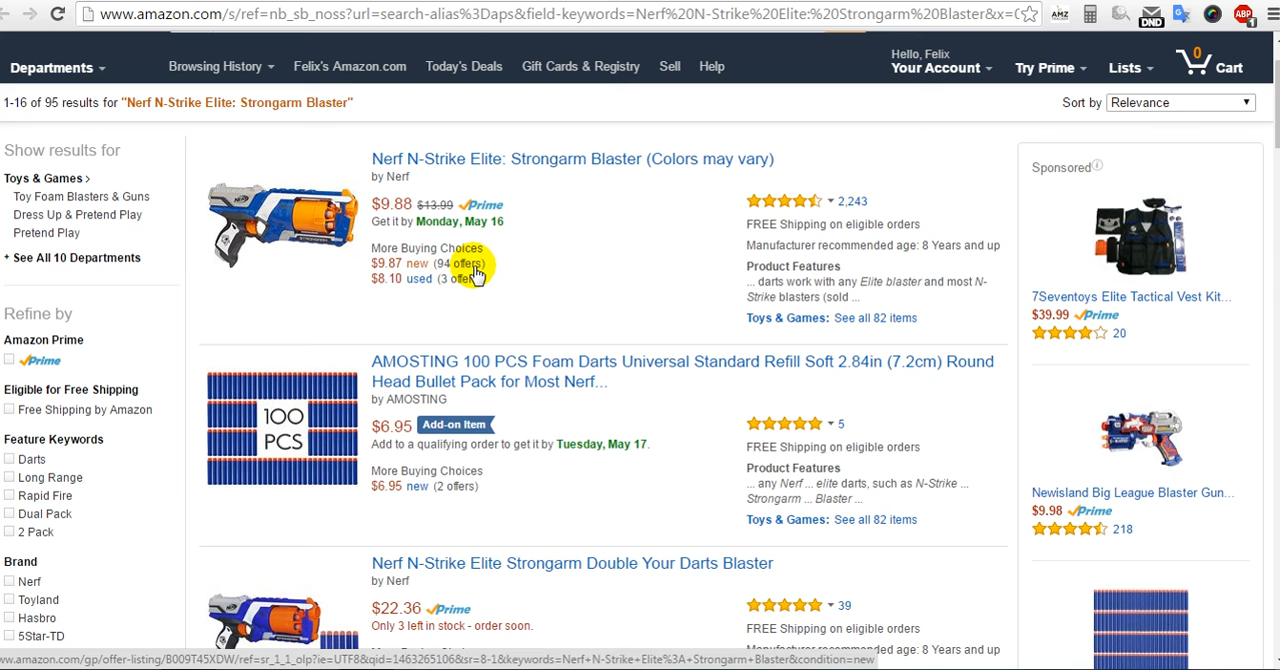 www.amazon.com/s/ref=nb_sb_noss?url=search-alias%3Daps&field-keywords=Nerf%20N-Strike%20Elite:%20Strongarm%20Blaster&x=0
AMZ
DND
ABP
1
Departments
Browsing History
Felix's Amazon.com
Today's Deals
Gift Cards & Registry
Sell
Help
Hello, Felix
Your Account
Try Prime
Lists
0
Cart
1-16 of 95 results for "Nerf N-Strike Elite: Strongarm Blaster"
Sort by
Relevance
Show results for
Toys & Games
Toy Foam Blasters & Guns
Dress Up & Pretend Play
Pretend Play
+ See All 10 Departments
Refine by
Amazon Prime
Prime
Eligible for Free Shipping
Free Shipping by Amazon
Feature Keywords
Darts
Long Range
Rapid Fire
Dual Pack
2 Pack
Brand
Nerf
Toyland
Hasbro
5Star-TD
Nerf N-Strike Elite: Strongarm Blaster (Colors may vary)
by Nerf
$9.88 $13.99 Prime
Get it by Monday, May 16
More Buying Choices
$9.87 new (94 offers)
$8.10 used (3 offers)
2,243
FREE Shipping on eligible orders
Manufacturer recommended age: 8 Years and up
Product Features
... darts work with any Elite blaster and most N-
Strike blasters (sold ...
Toys & Games: See all 82 items
100
PCS
AMOSTING 100 PCS Foam Darts Universal Standard Refill Soft 2.84in (7.2cm) Round
Head Bullet Pack for Most Nerf...
by AMOSTING
$6.95 Add-on Item
Add to a qualifying order to get it by Tuesday, May 17.
More Buying Choices
$6.95 new (2 offers)
5
FREE Shipping on eligible orders
Product Features
... any Nerf ... elite darts, such as N-Strike ...
Strongarm ... Blaster ...
Toys & Games: See all 82 items
Nerf N-Strike Elite Strongarm Double Your Darts Blaster
by Nerf
$22.36 Prime
Only 3 left in stock - order soon.
39
FREE Shipping on eligible orders
Sponsored
7Seventoys Elite Tactical Vest Kit...
$39.99 Prime
20
Newisland Big League Blaster Gun...
$9.98 Prime
218
ww.amazon.com/gp/offer-listing/B009T45XDW/ref=sr_1_1_olp?ie=UTF8&qid=1463265106&sr=8-1&keywords=Nerf+N-Strike+Elite%3A+Strongarm+Blaster&condition=new